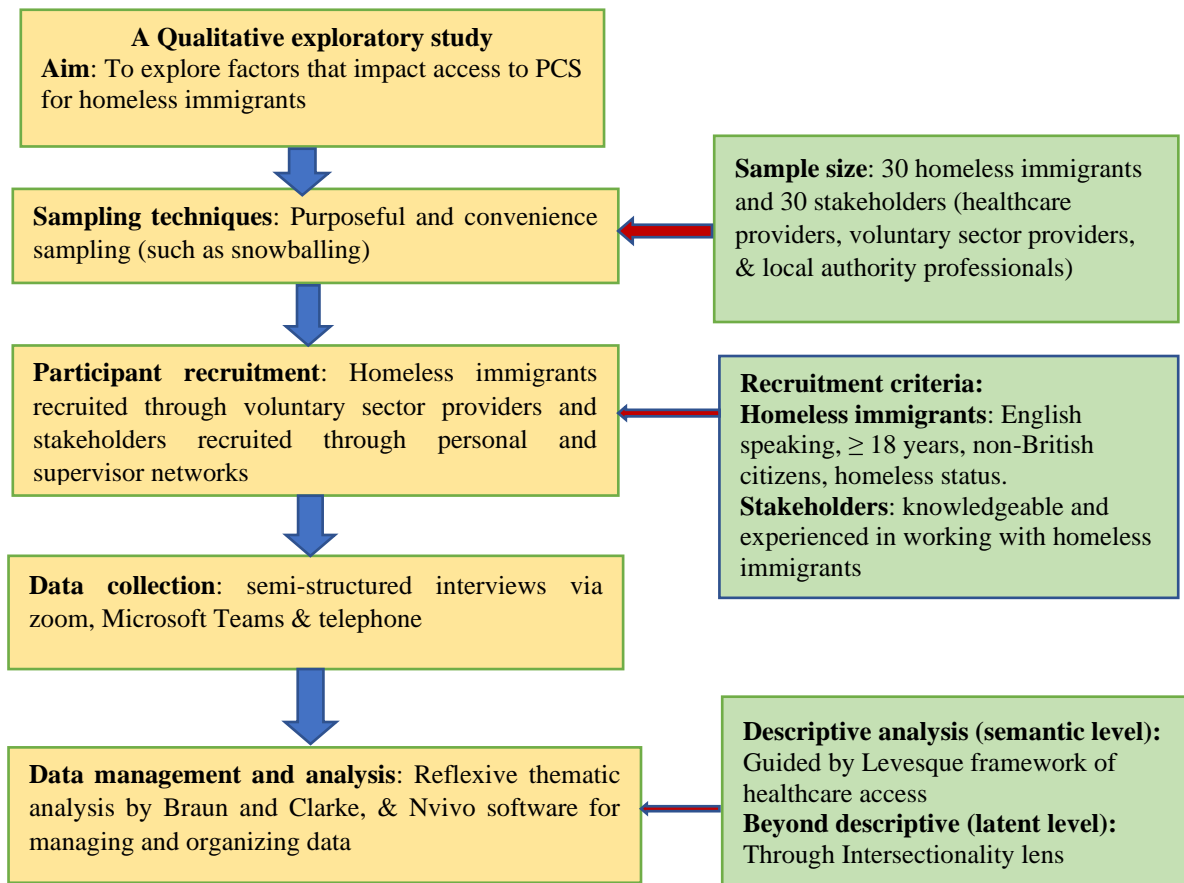 A Qualitative exploratory study
Aim: To explore factors that impact access to PCS
for homeless immigrants
Sample size: 30 homeless immigrants
and 30 stakeholders (healthcare
providers, voluntary sector providers,
& local authority professionals)
Sampling techniques: Purposeful and convenience
sampling (such as snowballing)
Participant recruitment: Homeless immigrants
recruited through voluntary sector providers and
stakeholders recruited through personal and
supervisor networks
Recruitment criteria:
Homeless immigrants: English
speaking, ≥ 18 years, non-British
citizens, homeless status.
Stakeholders: knowledgeable and
experienced in working with homeless
immigrants
Data collection: semi-structured interviews via
zoom, Microsoft Teams & telephone
Data management and analysis: Reflexive thematic
analysis by Braun and Clarke, & Nvivo software for
managing and organizing data
Descriptive analysis (semantic level):
Guided by Levesque framework of
healthcare access
Beyond descriptive (latent level):
Through Intersectionality lens